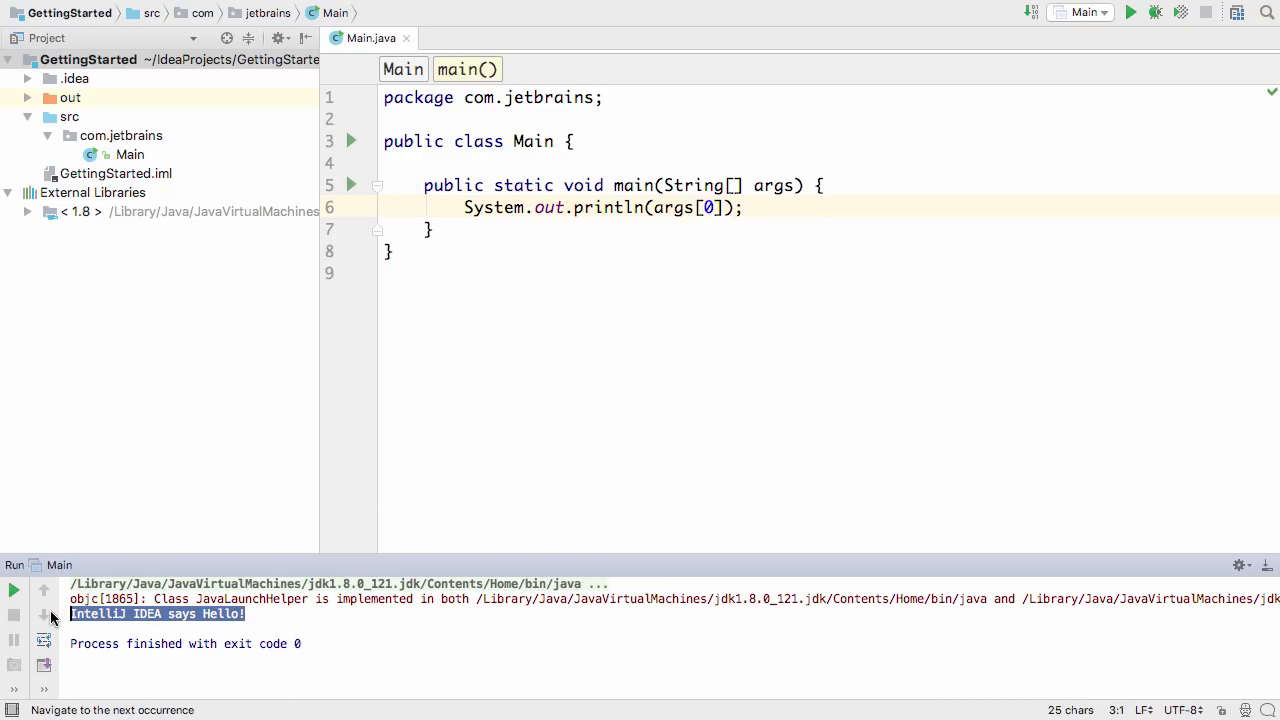 GettingStarted src com jetbrains Main Main
Project
GettingStarted ~/IdeaProjects/GettingStarte
.idea
out
src
com.jetbrains
Main
GettingStarted.iml
External Libraries
< 1.8 > /Library/Java/JavaVirtualMachines
Main.java
Main main()
1 package com.jetbrains;
2
3 public class Main {
4
5 public static void main(String[] args) {
6 System.out.println(args[0]);
7 }
8 }
9
Run Main
/Library/Java/JavaVirtualMachines/jdk1.8.0_121.jdk/Contents/Home/bin/java ...
objc[1865]: Class JavaLaunchHelper is implemented in both /Library/Java/JavaVirtualMachines/jdk1.8.0_121.jdk/Contents/Home/bin/java and /Library/Java/JavaVirtualMachines/jdk
IntelliJ IDEA says Hello!
Process finished with exit code 0
Navigate to the next occurrence 25 chars 3:1 LF UTF-8